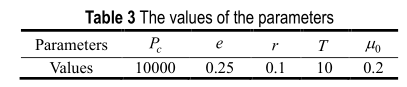 Table 3 The values of the parameters
Parameters P_c e r T μ_0
Values 10000 0.25 0.1 10 0.2